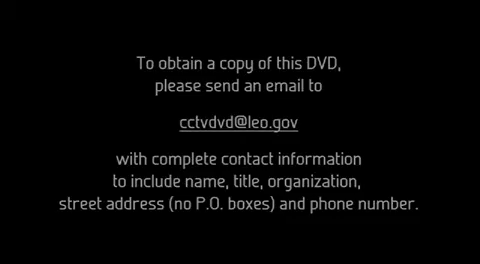 To obtain a copy of this DVD,
please send an email to
cctvdvd@leo.gov
with complete contact information
to include name, title, organization,
street address (no P.O. boxes) and phone number.